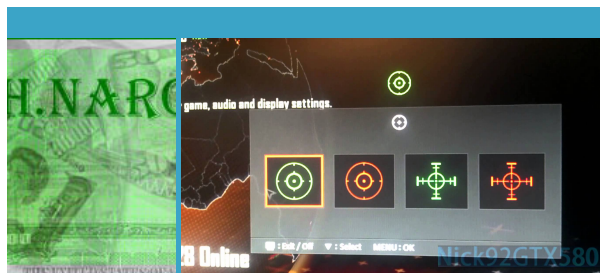 H.NARC
game, audio and display settings.
: Exit / Off : Select MENU : OK
Online
Nick92GTX580